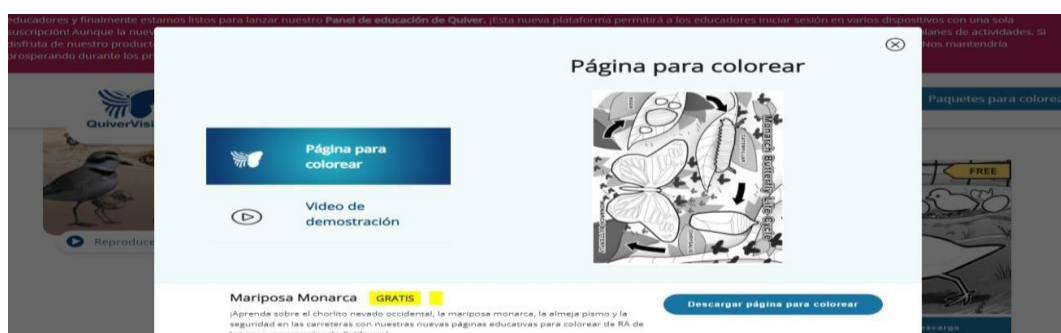 educadores y finalmente estamos listos para lanzar nuestro Panel de educación de Quiver. ¡Esta nueva plataforma permitirá a los educadores iniciar sesión en varios dispositivos con una sola
suscripción! Aunque la nuev
planes de actividades. Si
disfruta de nuestro product
Nos mantendría
prosperando durante los pr
Página para colorear
QuiverVisi
Paquetes para colorea
Página para
colorear
Monarch Butterfly Life Cycle
FREE
Video de
demostración
Reproduce
Mariposa Monarca GRATIS
Descargar página para colorear
¡Aprenda sobre el chorlito nevado occidental, la mariposa monarca, la almeja pismo y la
seguridad en las carreteras con nuestras nuevas páginas educativas para colorear de RA de
escarga